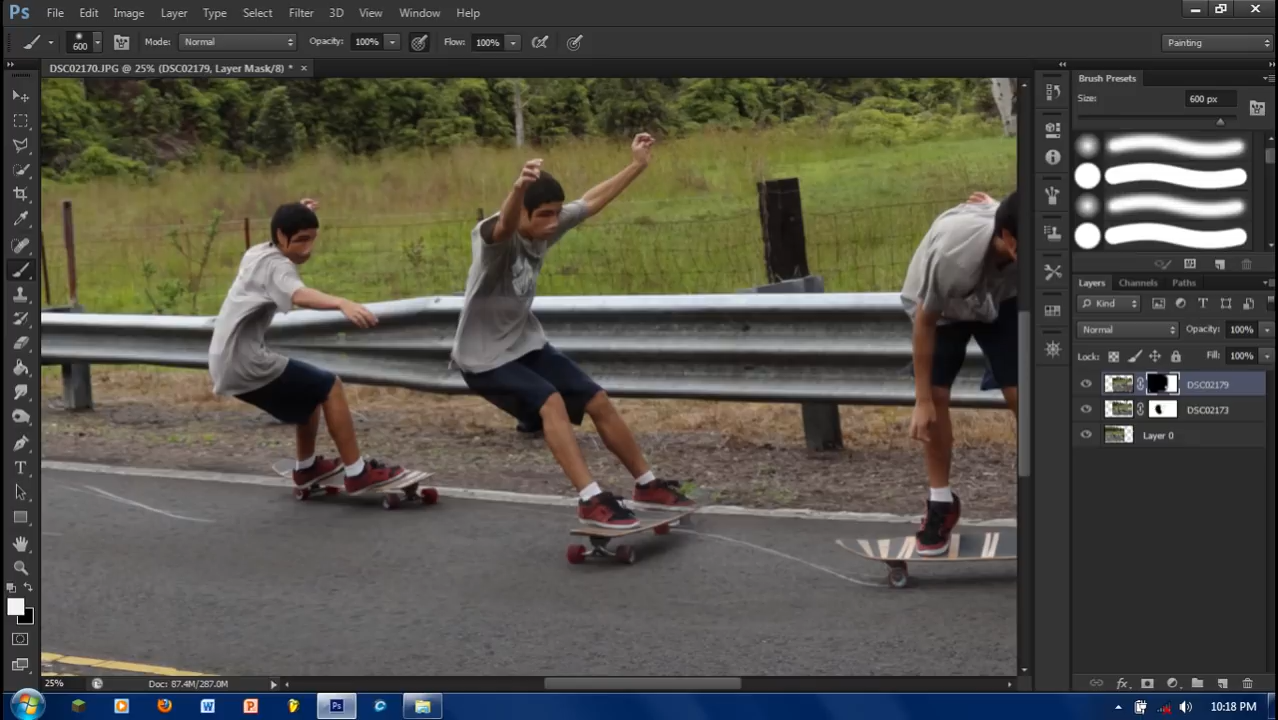 Ps File Edit Image Layer Type Select Filter 3D View Window Help
600 Mode: Normal Opacity: 100% Flow: 100% Painting
DSC02170.JPG @ 25% (DSC02179, Layer Mask/8) * ×
Brush Presets
Size: 600 px
Layers Channels Paths
Kind
Normal Opacity: 100%
Lock: Fill: 100%
DSC02179
DSC02173
Layer 0
25% Doc: 87.4M/287.0M
W P Ps 10:18 PM